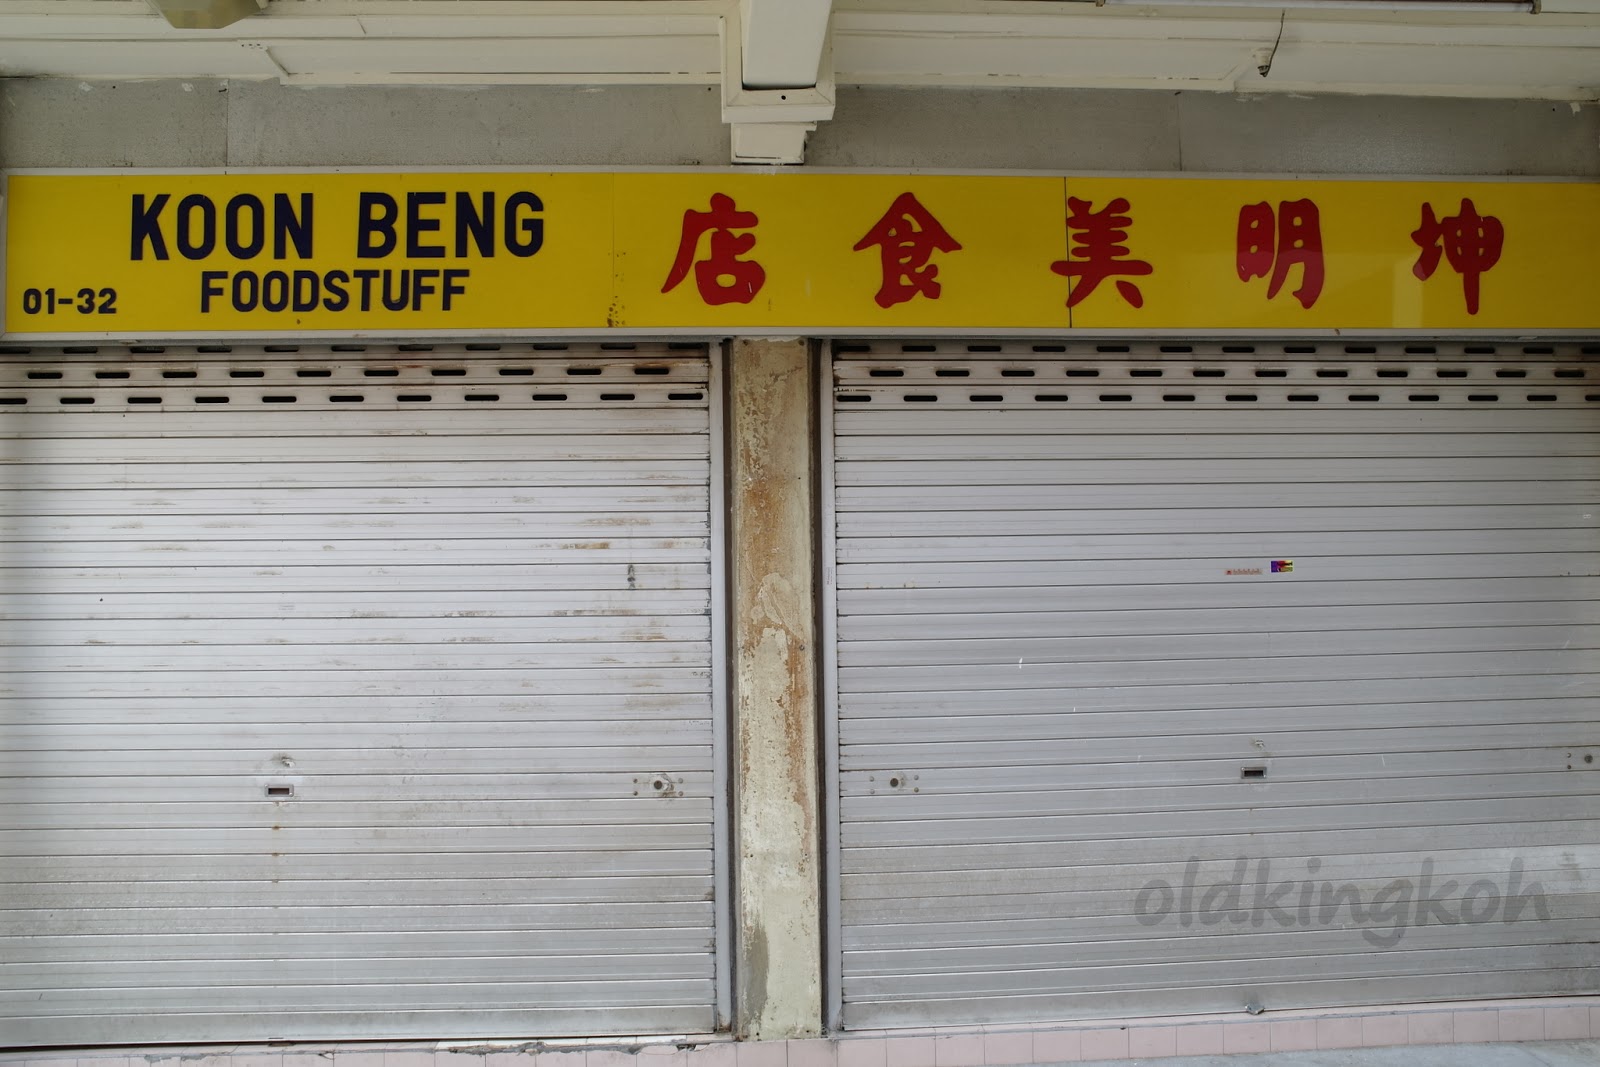 KOON BENG
FOODSTUFF
01-32
店食美明坤
oldkingkoh